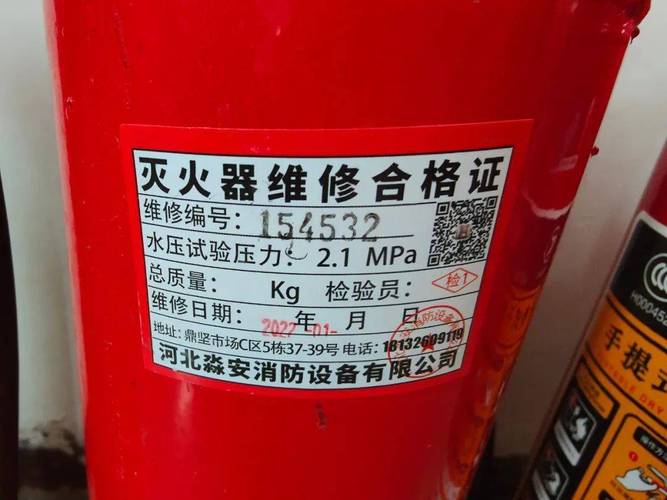 灭火器维修合格证
维修编号: 154532
水压试验压力: 2.1 MPa
总质量: Kg 检验员: 检1
维修日期: 2022-01- 年 月 日
地址: 鼎坚市场C区5栋37-39号 电话: 18132609119
河北淼安消防设备有限公司
手提